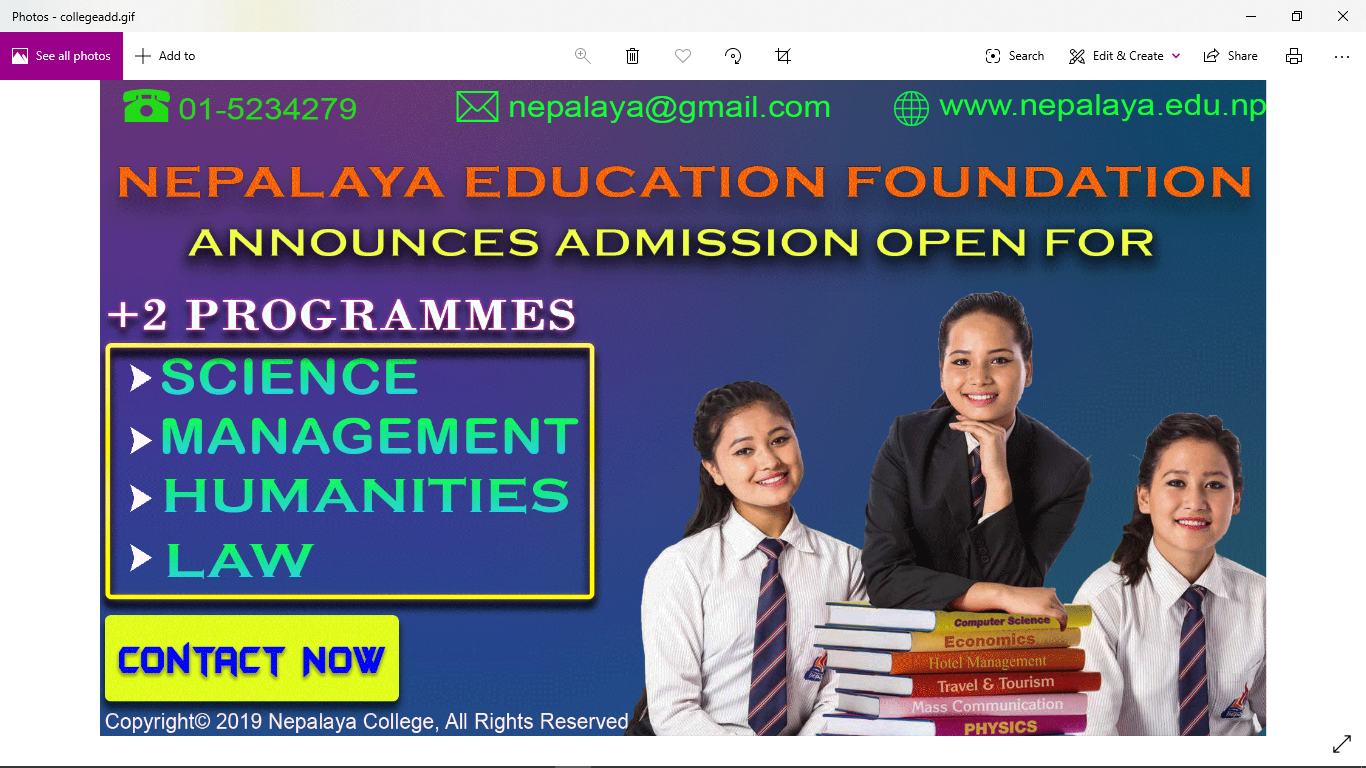 Photos - collegeadd.gif
See all photos
Add to
Search
Edit & Create
Share
01-5234279
nepalaya@gmail.com
www.nepalaya.edu.np
NEPALAYA EDUCATION FOUNDATION
ANNOUNCES ADMISSION OPEN FOR
+2 PROGRAMMES
SCIENCE
MANAGEMENT
HUMANITIES
LAW
Computer Science
Economics
Hotel Management
Travel & Tourism
Mass Communication
PHYSICS
CONTACT NOW
Copyright© 2019 Nepalaya College, All Rights Reserved